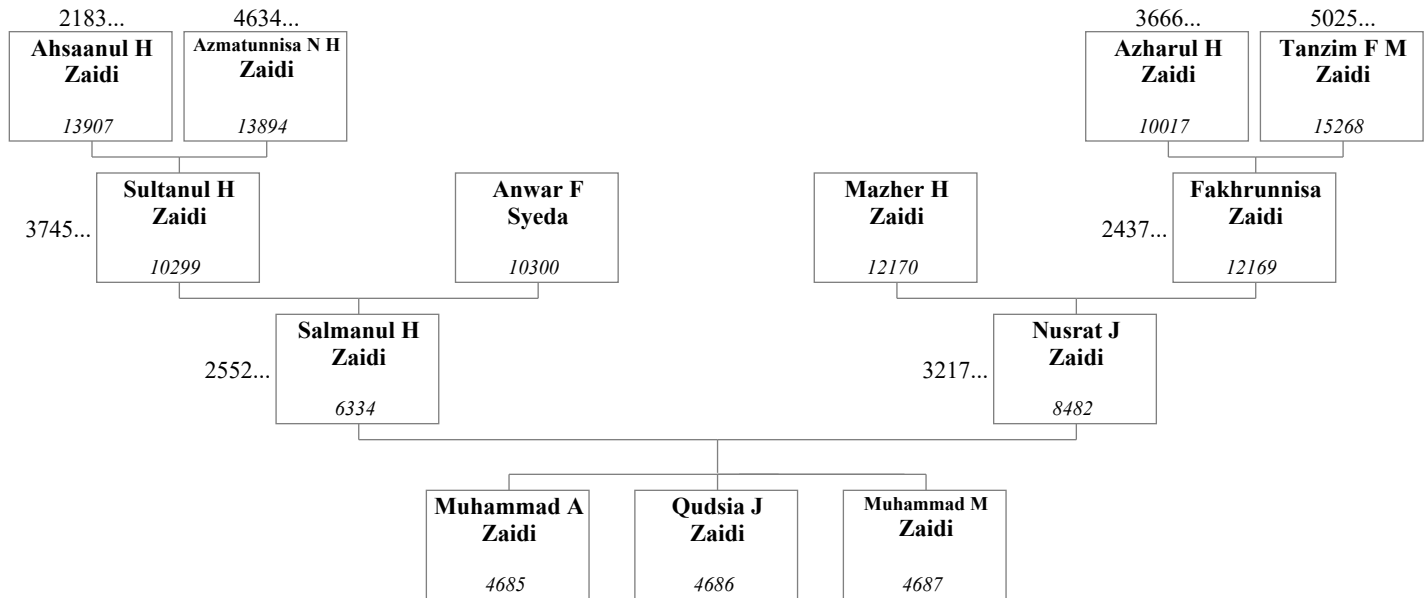 2183...
4634...
3666...
5025...
Ahsaanul H
Zaidi
13907
Azmatunnisa N H
Zaidi
13894
Azharul H
Zaidi
10017
Tanzim F M
Zaidi
15268
3745...
Sultanul H
Zaidi
10299
Anwar F
Syeda
10300
Mazher H
Zaidi
12170
2437...
Fakhrunnisa
Zaidi
12169
2552...
Salmanul H
Zaidi
6334
3217...
Nusrat J
Zaidi
8482
Muhammad A
Zaidi
4685
Qudsia J
Zaidi
4686
Muhammad M
Zaidi
4687